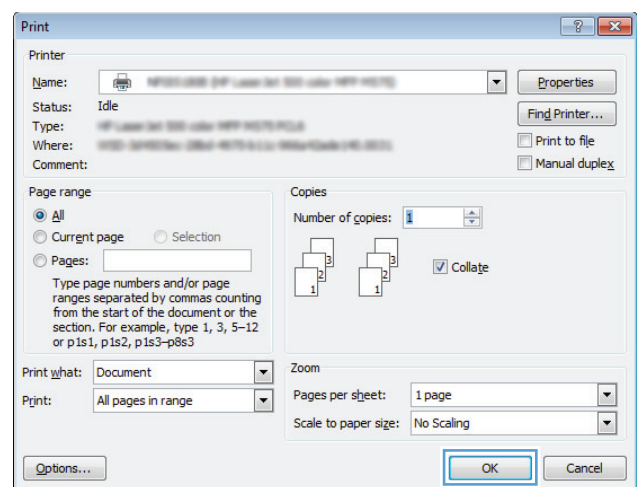 Print
Printer
Name:
Properties
Status: Idle
Find Printer...
Type:
Where:
Print to file
Comment:
Manual duplex
Page range
All
Current page Selection
Pages:
Type page numbers and/or page
ranges separated by commas counting
from the start of the document or the
section. For example, type 1, 3, 5–12
or p1s1, p1s2, p1s3–p8s3
Copies
Number of copies: 1
3 3
2 2
1 1
Collate
Print what: Document
Print: All pages in range
Zoom
Pages per sheet: 1 page
Scale to paper size: No Scaling
Options...
OK
Cancel